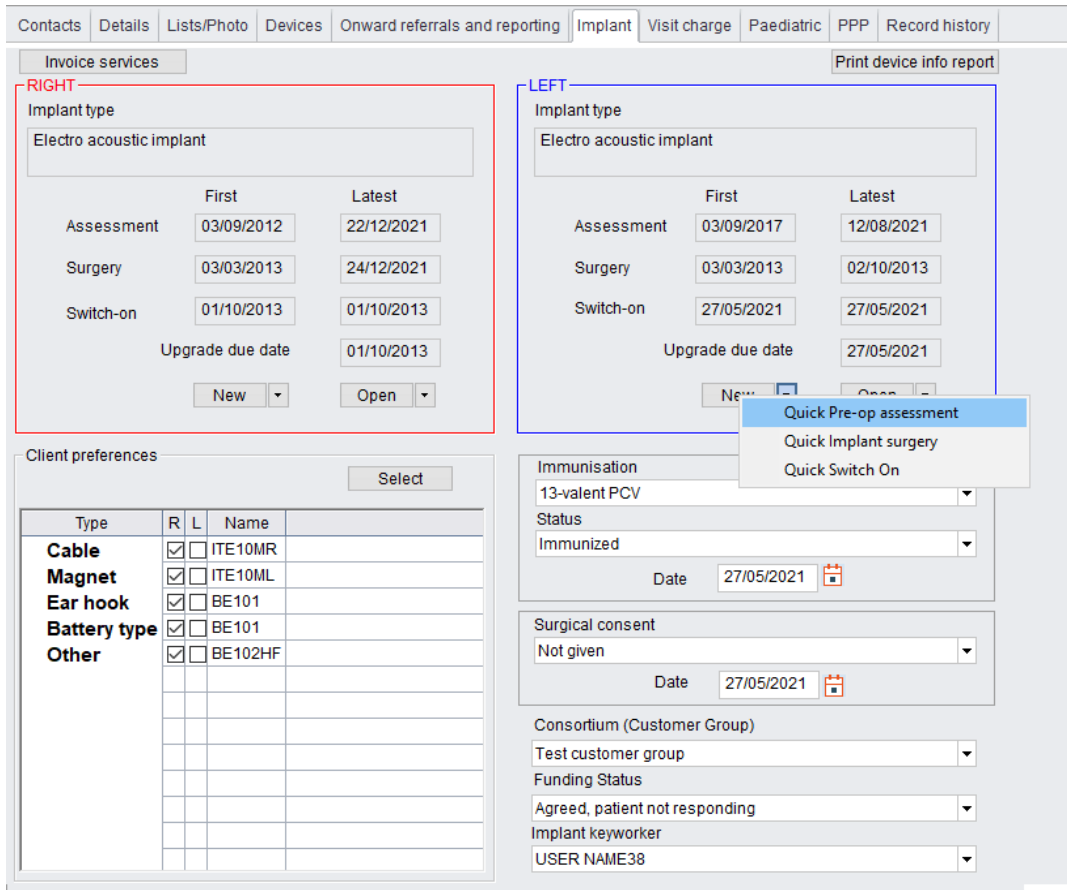 Contacts Details Lists/Photo Devices Onward referrals and reporting Implant Visit charge Paediatric PPP Record history
Invoice services
Print device info report
RIGHT
Implant type
Electro acoustic implant
First Latest
Assessment 03/09/2012 22/12/2021
Surgery 03/03/2013 24/12/2021
Switch-on 01/10/2013 01/10/2013
Upgrade due date 01/10/2013
New Open
LEFT
Implant type
Electro acoustic implant
First Latest
Assessment 03/09/2017 12/08/2021
Surgery 03/03/2013 02/10/2013
Switch-on 27/05/2021 27/05/2021
Upgrade due date 27/05/2021
Quick Pre-op assessment
Quick Implant surgery
Quick Switch On
Client preferences
Select
Type R L Name
Cable ITE10MR
Magnet ITE10ML
Ear hook BE101
Battery type BE101
Other BE102HF
Immunisation
13-valent PCV
Status
Immunized
Date 27/05/2021
Surgical consent
Not given
Date 27/05/2021
Consortium (Customer Group)
Test customer group
Funding Status
Agreed, patient not responding
Implant keyworker
USER NAME38